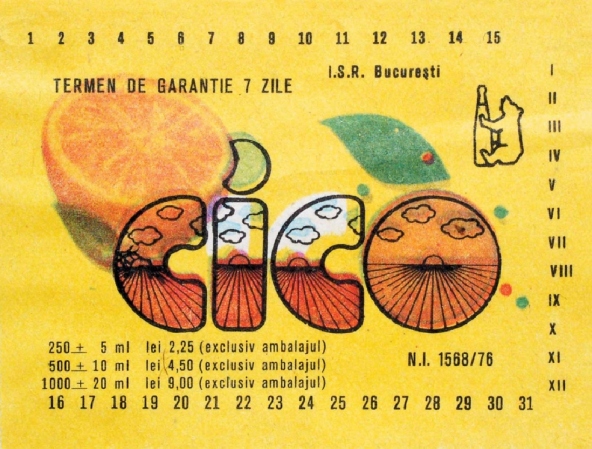 1 2 3 4 5 6 7 8 9 10 11 12 13 14 15
I.S.R. București
TERMEN DE GARANTIE 7 ZILE
cico
250 ± 5 ml lei 2,25 (exclusiv ambalajul)
500 ± 10 ml lei 4,50 (exclusiv ambalajul)
1000 ± 20 ml lei 9,00 (exclusiv ambalajul)
N.I. 1568/76
16 17 18 19 20 21 22 23 24 25 26 27 28 29 30 31
I
II
III
IV
V
VI
VII
VIII
IX
X
XI
XII